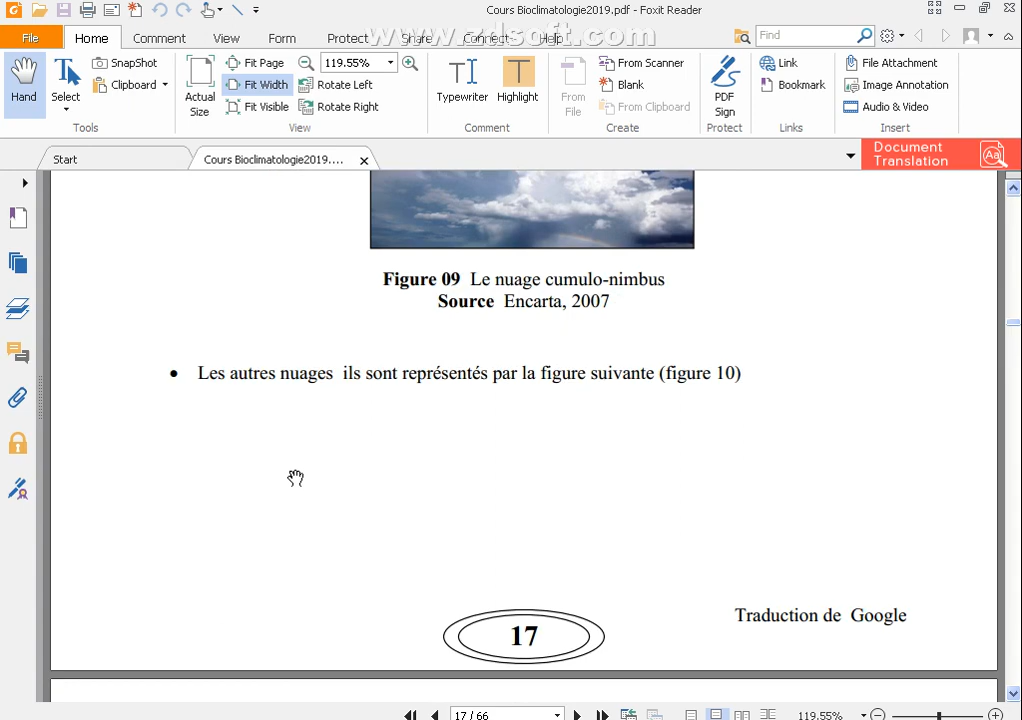 Cours Bioclimatologie2019.pdf - Foxit Reader
www.zdsoft.com
File Home Comment View Form Protect Share Connect Help Find
Hand
Select
SnapShot
Clipboard
Tools
Actual Size
Fit Page
Fit Width
Fit Visible
119.55%
Rotate Left
Rotate Right
View
Typewriter
Highlight
Comment
From File
From Scanner
Blank
From Clipboard
Create
PDF Sign
Protect
Link
Bookmark
Links
File Attachment
Image Annotation
Audio & Video
Insert
Start
Cours Bioclimatologie2019....
Document Translation
Figure 09 Le nuage cumulo-nimbus
Source Encarta, 2007
• Les autres nuages ils sont représentés par la figure suivante (figure 10)
Traduction de Google
17
17 / 66
119.55%